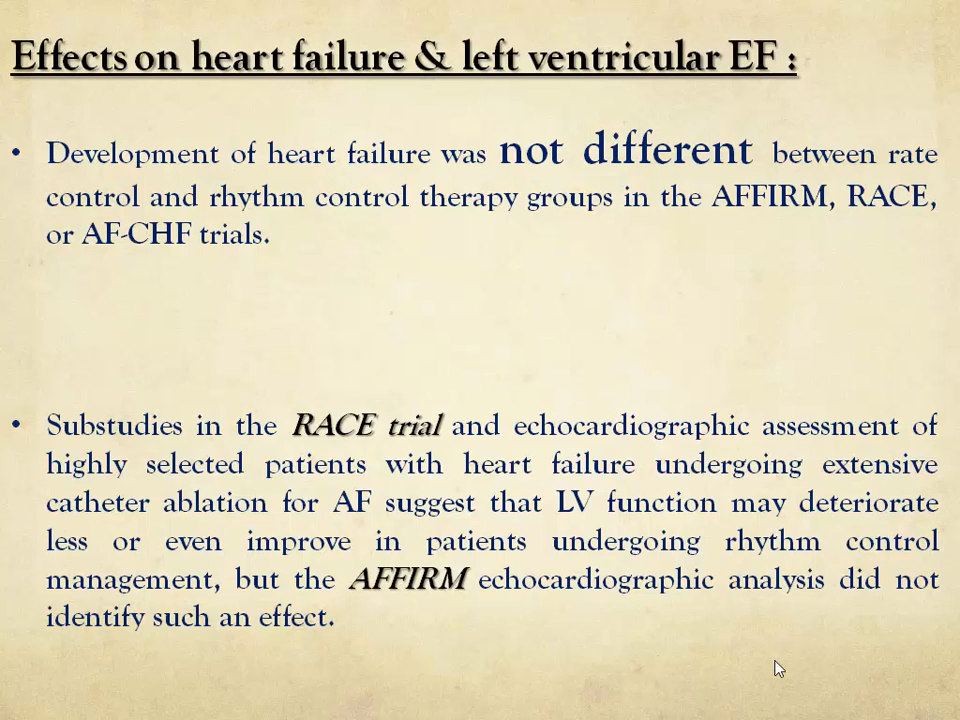 Effects on heart failure & left ventricular EF :
• Development of heart failure was not different between rate
control and rhythm control therapy groups in the AFFIRM, RACE,
or AF-CHF trials.
• Substudies in the RACE trial and echocardiographic assessment of
highly selected patients with heart failure undergoing extensive
catheter ablation for AF suggest that LV function may deteriorate
less or even improve in patients undergoing rhythm control
management, but the AFFIRM echocardiographic analysis did not
identify such an effect.